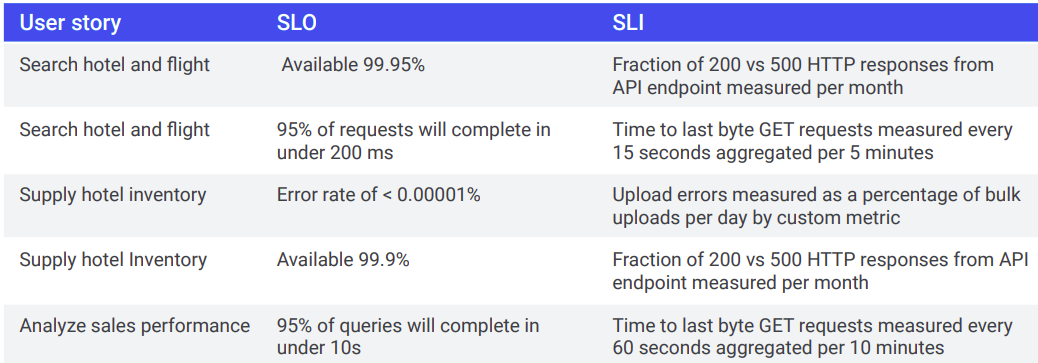 User story SLO SLI
Search hotel and flight Available 99.95% Fraction of 200 vs 500 HTTP responses from
API endpoint measured per month
Search hotel and flight 95% of requests will complete in Time to last byte GET requests measured every
under 200 ms 15 seconds aggregated per 5 minutes
Supply hotel inventory Error rate of < 0.00001% Upload errors measured as a percentage of bulk
uploads per day by custom metric
Supply hotel Inventory Available 99.9% Fraction of 200 vs 500 HTTP responses from API
endpoint measured per month
Analyze sales performance 95% of queries will complete in Time to last byte GET requests measured every
under 10s 60 seconds aggregated per 10 minutes